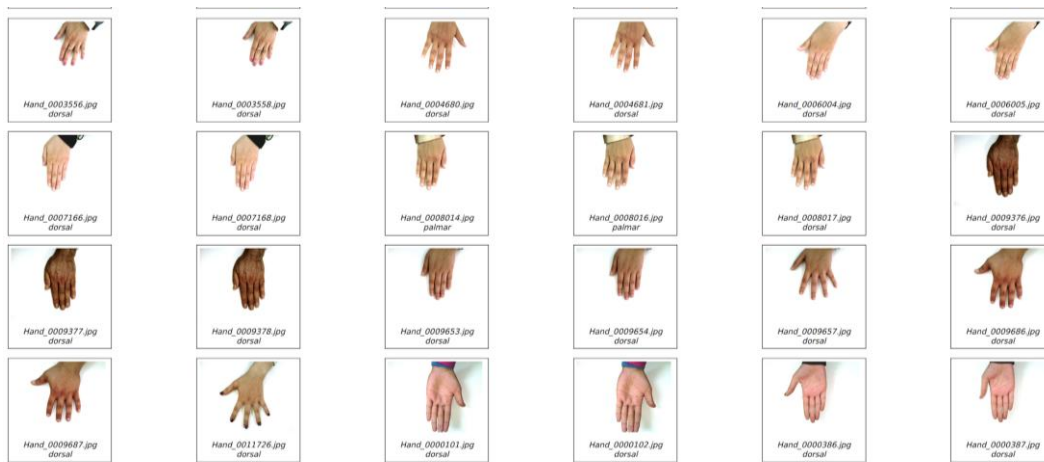 Hand_0003556.jpg
dorsal
Hand_0003558.jpg
dorsal
Hand_0004680.jpg
dorsal
Hand_0004681.jpg
dorsal
Hand_0006004.jpg
dorsal
Hand_0006005.jpg
dorsal
Hand_0007166.jpg
dorsal
Hand_0007168.jpg
dorsal
Hand_0008014.jpg
palmar
Hand_0008016.jpg
palmar
Hand_0008017.jpg
dorsal
Hand_0009376.jpg
dorsal
Hand_0009377.jpg
dorsal
Hand_0009378.jpg
dorsal
Hand_0009653.jpg
dorsal
Hand_0009654.jpg
dorsal
Hand_0009657.jpg
dorsal
Hand_0009686.jpg
dorsal
Hand_0009687.jpg
dorsal
Hand_0011726.jpg
dorsal
Hand_0000101.jpg
dorsal
Hand_0000102.jpg
dorsal
Hand_0000386.jpg
dorsal
Hand_0000387.jpg
dorsal